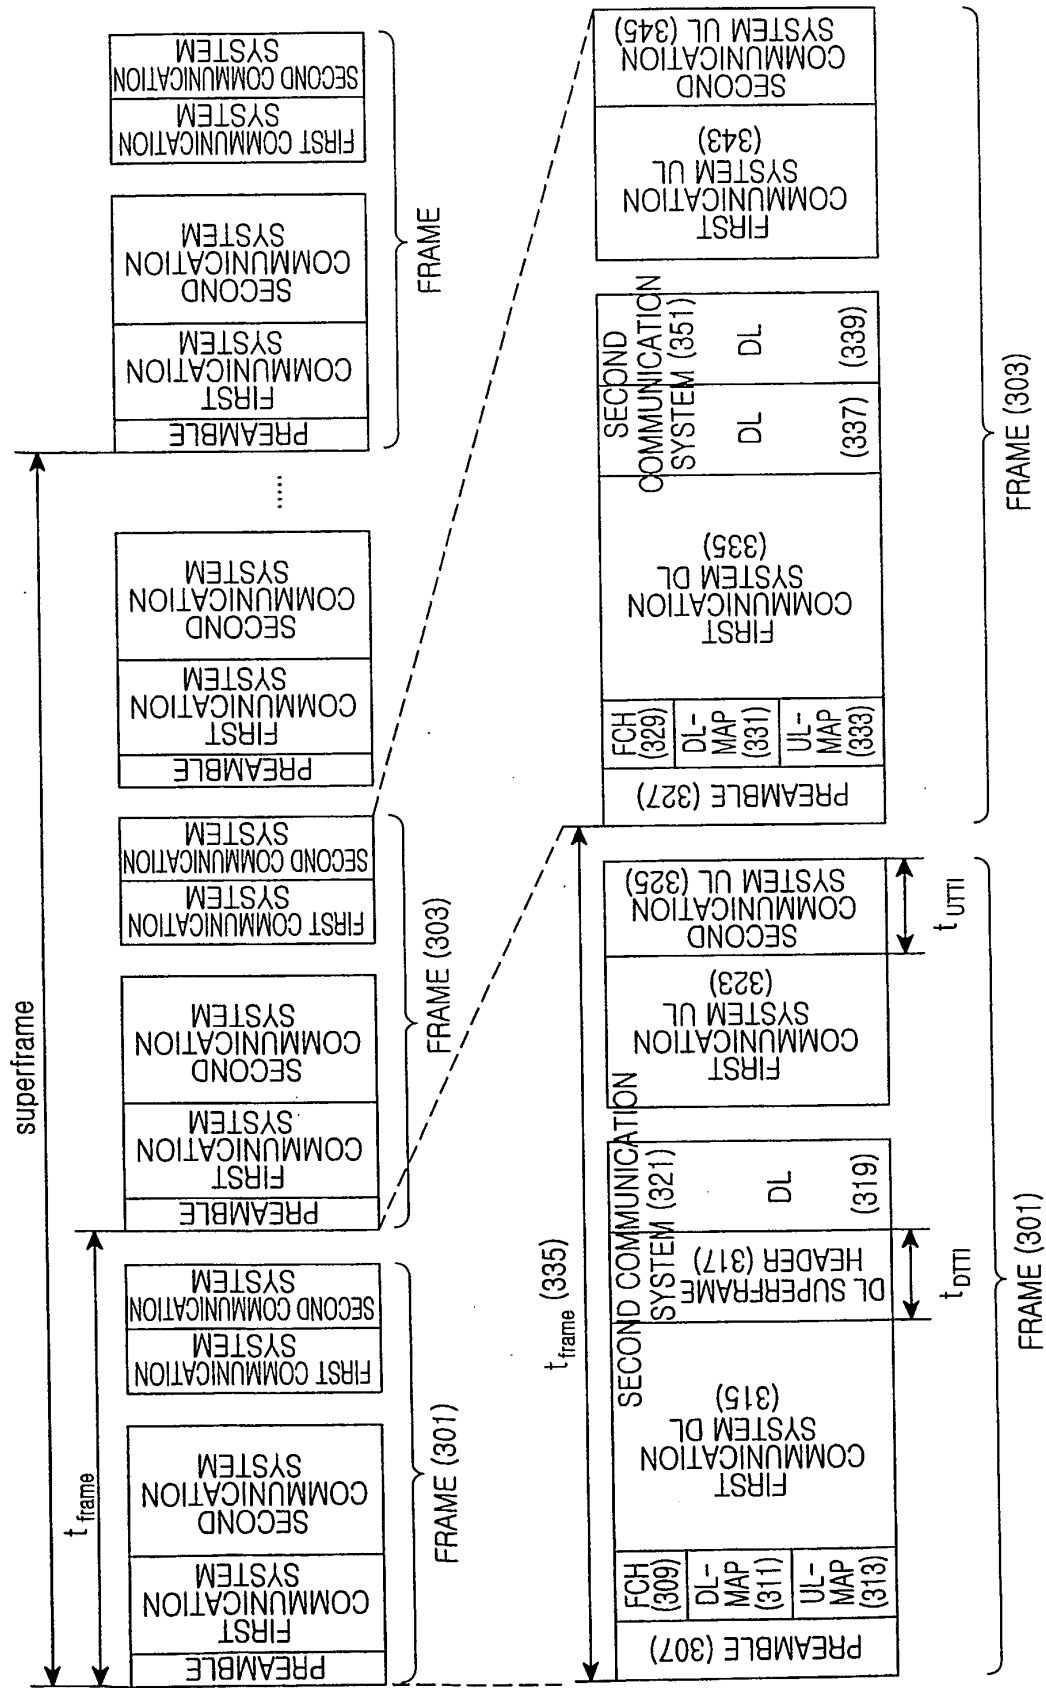 superframe
t frame
PREAMBLE
FIRST
COMMUNICATION
SYSTEM
SECOND
COMMUNICATION
SYSTEM
FIRST COMMUNICATION
SYSTEM
SECOND COMMUNICATION
SYSTEM
FRAME (301)
PREAMBLE
FIRST
COMMUNICATION
SYSTEM
SECOND
COMMUNICATION
SYSTEM
FIRST COMMUNICATION
SYSTEM
SECOND COMMUNICATION
SYSTEM
FRAME (303)
PREAMBLE
FIRST
COMMUNICATION
SYSTEM
SECOND
COMMUNICATION
SYSTEM
.....
PREAMBLE
FIRST
COMMUNICATION
SYSTEM
SECOND
COMMUNICATION
SYSTEM
FIRST COMMUNICATION
SYSTEM
SECOND COMMUNICATION
SYSTEM
FRAME
t frame (335)
PREAMBLE (307)
FCH
(309)
DL-
MAP
(311)
UL-
MAP
(313)
FIRST
COMMUNICATION
SYSTEM DL
(315)
SECOND COMMUNICATION
SYSTEM (321)
DL SUPERFRAME
HEADER (317)
DL
(319)
t DTTI
FIRST
COMMUNICATION
SYSTEM UL
(323)
SECOND
COMMUNICATION
SYSTEM UL (325)
t UTTI
FRAME (301)
PREAMBLE (327)
FCH
(329)
DL-
MAP
(331)
UL-
MAP
(333)
FIRST
COMMUNICATION
SYSTEM DL
(335)
SECOND
COMMUNICATION
SYSTEM (351)
DL
(337)
DL
(339)
FIRST
COMMUNICATION
SYSTEM UL
(343)
SECOND
COMMUNICATION
SYSTEM UL (345)
FRAME (303)